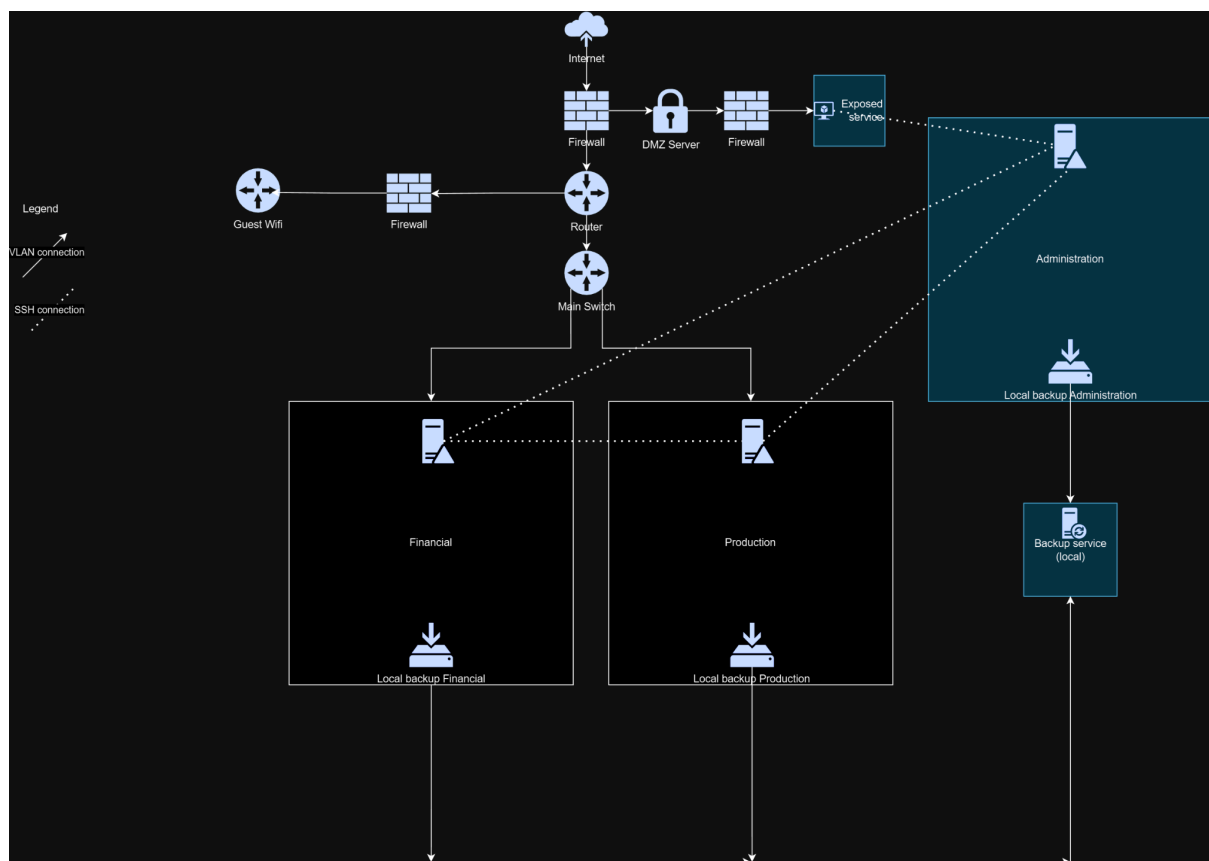 Internet
Firewall
DMZ Server
Firewall
Exposed
service
Guest Wifi
Firewall
Router
Legend
VLAN connection
SSH connection
Main Switch
Administration
Local backup Administration
Financial
Production
Backup service
(local)
Local backup Financial
Local backup Production